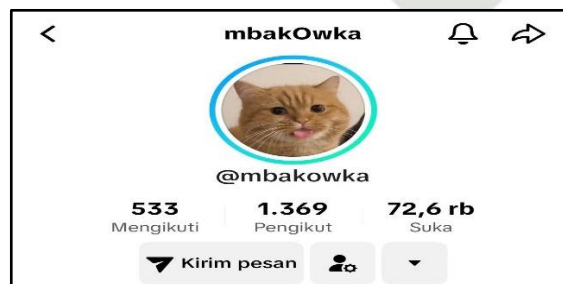 mbakOwka
@mbakowka
533 1.369 72,6 rb
Mengikuti Pengikut Suka
Kirim pesan